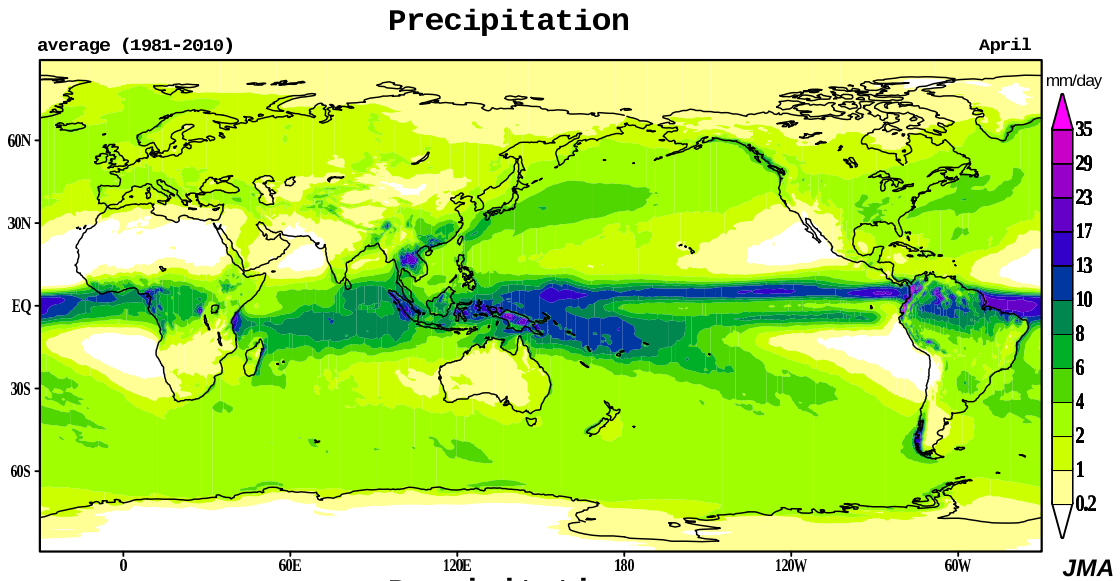 Precipitation
average (1981-2010) April
mm/day
35
29
23
17
13
10
8
6
4
2
1
0.2
60N
30N
EQ
30S
60S
0 60E 120E 180 120W 60W
JMA
Precipitation